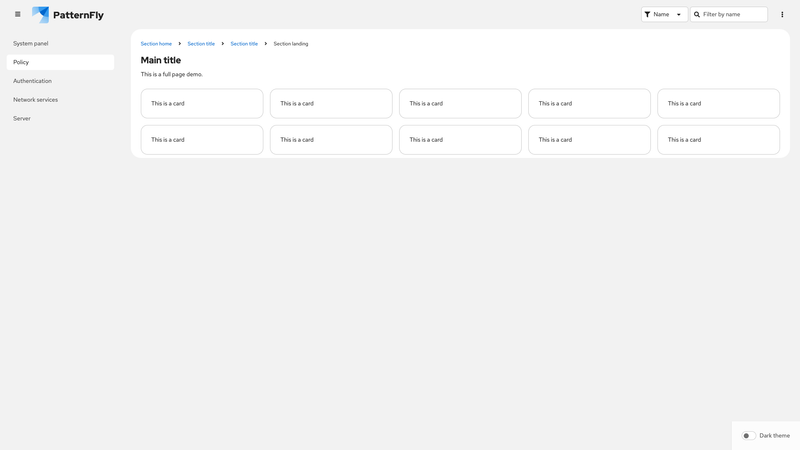 PatternFly
Name
Filter by name
System panel
Policy
Authentication
Network services
Server
Section home
Section title
Section title
Section landing
Main title
This is a full page demo.
This is a card
This is a card
This is a card
This is a card
This is a card
This is a card
This is a card
This is a card
This is a card
This is a card
Dark theme